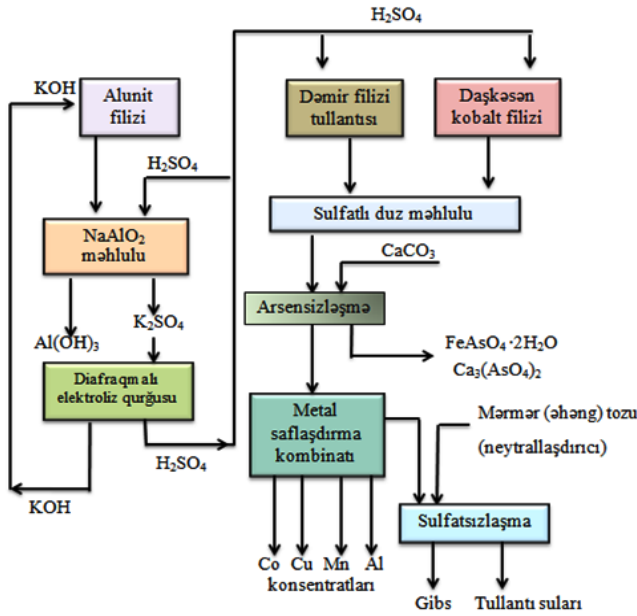 H₂SO₄
KOH
Alunit
filizi
Dəmir filizi
tullantısı
Daşkəsən
kobalt filizi
H₂SO₄
Sulfatlı duz məhlulu
NaAlO₂
məhlulu
CaCO₃
Arsensizləşmə
K₂SO₄
Al(OH)₃
FeAsO₄·2H₂O
Ca₃(AsO₄)₂
Diafraqmalı
elektroliz qurğusu
Metal
saflaşdırma
kombinatı
Mərmər (əhəng) tozu
(neytrallaşdırıcı)
H₂SO₄
KOH
Sulfatsızlaşma
Co Cu Mn Al
konsentratları
Gibs
Tullantı suları